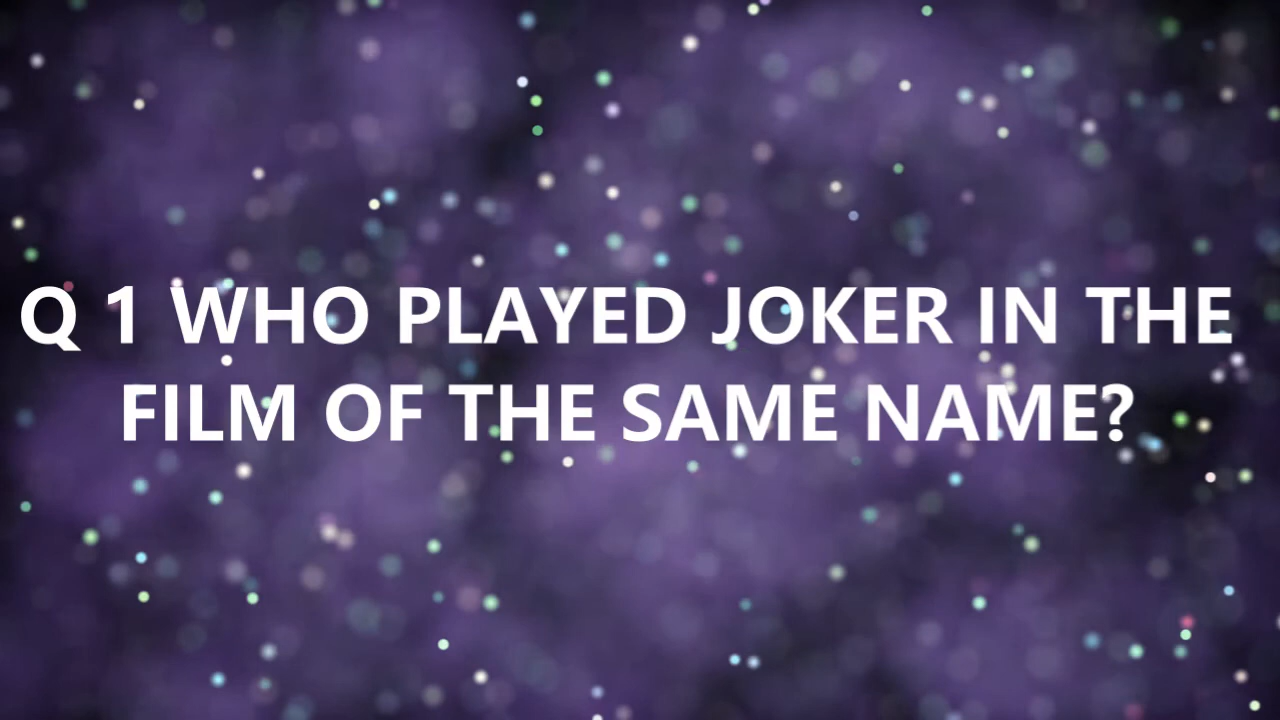 Q 1 WHO PLAYED JOKER IN THE
FILM OF THE SAME NAME?